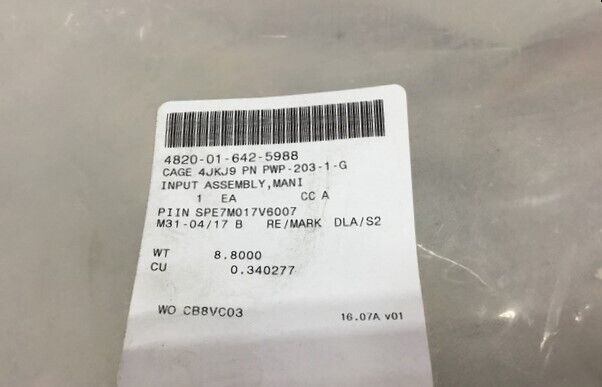 4820-01-642-5988
CAGE 4JKJ9 PN PWP-203-1-G
INPUT ASSEMBLY,MANI
1 EA CC A
PIIN SPE7M017V6007
M31-04/17 B RE/MARK DLA/S2
WT 8.8000
CU 0.340277
WO CB8VC03 16.07A v01